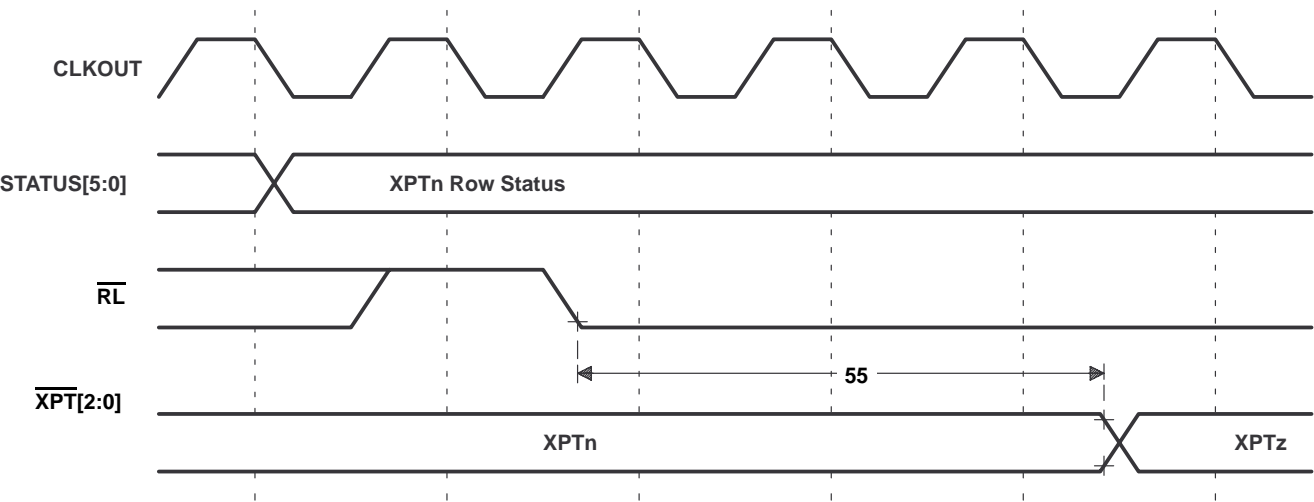 CLKOUT
STATUS[5:0]
XPTn Row Status
RL
55
XPT[2:0]
XPTn
XPTz